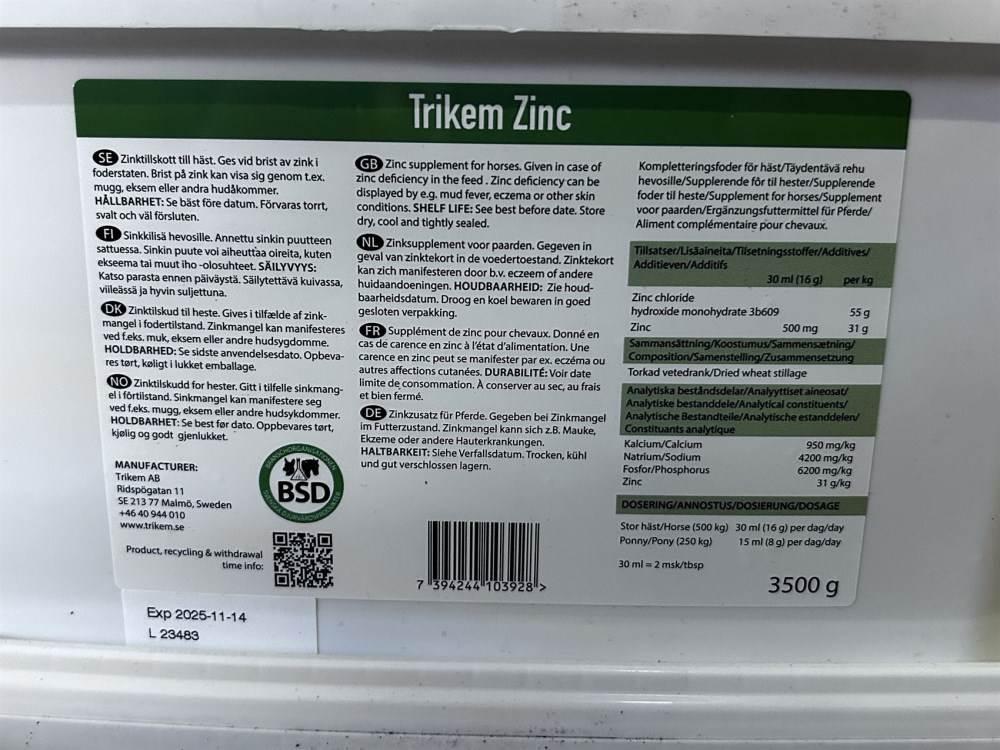 Trikem Zinc
SE Zinktillskott till häst. Ges vid brist av zink i
foderstaten. Brist på zink kan visa sig genom t.ex.
mugg, eksem eller andra hudåkommer.
HÅLLBARHET: Se bäst före datum. Förvaras torrt,
svalt och väl försluten.
FI Sinkkilisä hevosille. Annettu sinkin puutteen
sattuessa. Sinkin puute voi aiheuttaa oireita, kuten
ekseema tai muut iho -olosuhteet. SÄILYVYYS:
Katso parasta ennen päiväystä. Säilytettävä kuivassa,
viileässä ja hyvin suljettuna.
DK Zinktilskud til heste. Gives i tilfælde af zink-
mangel i fodertilstand. Zinkmangel kan manifesteres
ved f.eks. muk, eksem eller andre hudsygdomme.
HOLDBARHED: Se sidste anvendelsesdato. Opbeva-
res tørt, køligt i lukket emballage.
NO Zinktilskudd for hester. Gitt i tilfelle sinkmang-
el i fôrtilstand. Sinkmangel kan manifestere seg
ved f.eks. mugg, eksem eller andre hudsykdommer.
HOLDBARHET: Se best før dato. Oppbevares tørt,
kjølig og godt gjenlukket.
MANUFACTURER:
Trikem AB
Ridspögatan 11
SE 213 77 Malmö, Sweden
+46 40 944 010
www.trikem.se
BRANSCHORGANISATIONEN
BSD
SVENSKA DJURVÅRDSPRODUKTER
Product, recycling & withdrawal
time info:
GB Zinc supplement for horses. Given in case of
zinc deficiency in the feed . Zinc deficiency can be
displayed by e.g. mud fever, eczema or other skin
conditions. SHELF LIFE: See best before date. Store
dry, cool and tightly sealed.
NL Zinksupplement voor paarden. Gegeven in
geval van zinktekort in de voedertoestand. Zinktekort
kan zich manifesteren door b.v. eczeem of andere
huidaandoeningen. HOUDBAARHEID: Zie houd-
baarheidsdatum. Droog en koel bewaren in goed
gesloten verpakking.
FR Supplément de zinc pour chevaux. Donné en
cas de carence en zinc à l'état d'alimentation. Une
carence en zinc peut se manifester par ex. eczéma ou
autres affections cutanées. DURABILITÉ: Voir date
limite de consommation. À conserver au sec, au frais
et bien fermé.
DE Zinkzusatz für Pferde. Gegeben bei Zinkmangel
im Futterzustand. Zinkmangel kann sich z.B. Mauke,
Ekzeme oder andere Hauterkrankungen.
HALTBARKEIT: Siehe Verfallsdatum. Trocken, kühl
und gut verschlossen lagern.
7 394244 103928 >
Kompletteringsfoder för häst/Täydentävä rehu
hevosille/Supplerende fôr til hester/Supplerende
foder til heste/Supplement for horses/Supplement
voor paarden/Ergänzungsfuttermittel für Pferde/
Aliment complémentaire pour chevaux.
Tillsatser/Lisäaineita/Tilsetningsstoffer/Additives/
Additieven/Additifs
30 ml (16 g) per kg
Zinc chloride
hydroxide monohydrate 3b609 55 g
Zinc 500 mg 31 g
Sammansättning/Koostumus/Sammensætning/
Composition/Samenstelling/Zusammensetzung
Torkad vetedrank/Dried wheat stillage
Analytiska beståndsdelar/Analyyttiset aineosat/
Analytiske bestanddele/Analytical constituents/
Analytische Bestandteile/Analytische estanddelen/
Constituants analytique
Kalcium/Calcium 950 mg/kg
Natrium/Sodium 4200 mg/kg
Fosfor/Phosphorus 6200 mg/kg
Zinc 31 g/kg
DOSERING/ANNOSTUS/DOSIERUNG/DOSAGE
Stor häst/Horse (500 kg) 30 ml (16 g) per dag/day
Ponny/Pony (250 kg) 15 ml (8 g) per dag/day
30 ml = 2 msk/tbsp
3500 g
Exp 2025-11-14
L 23483